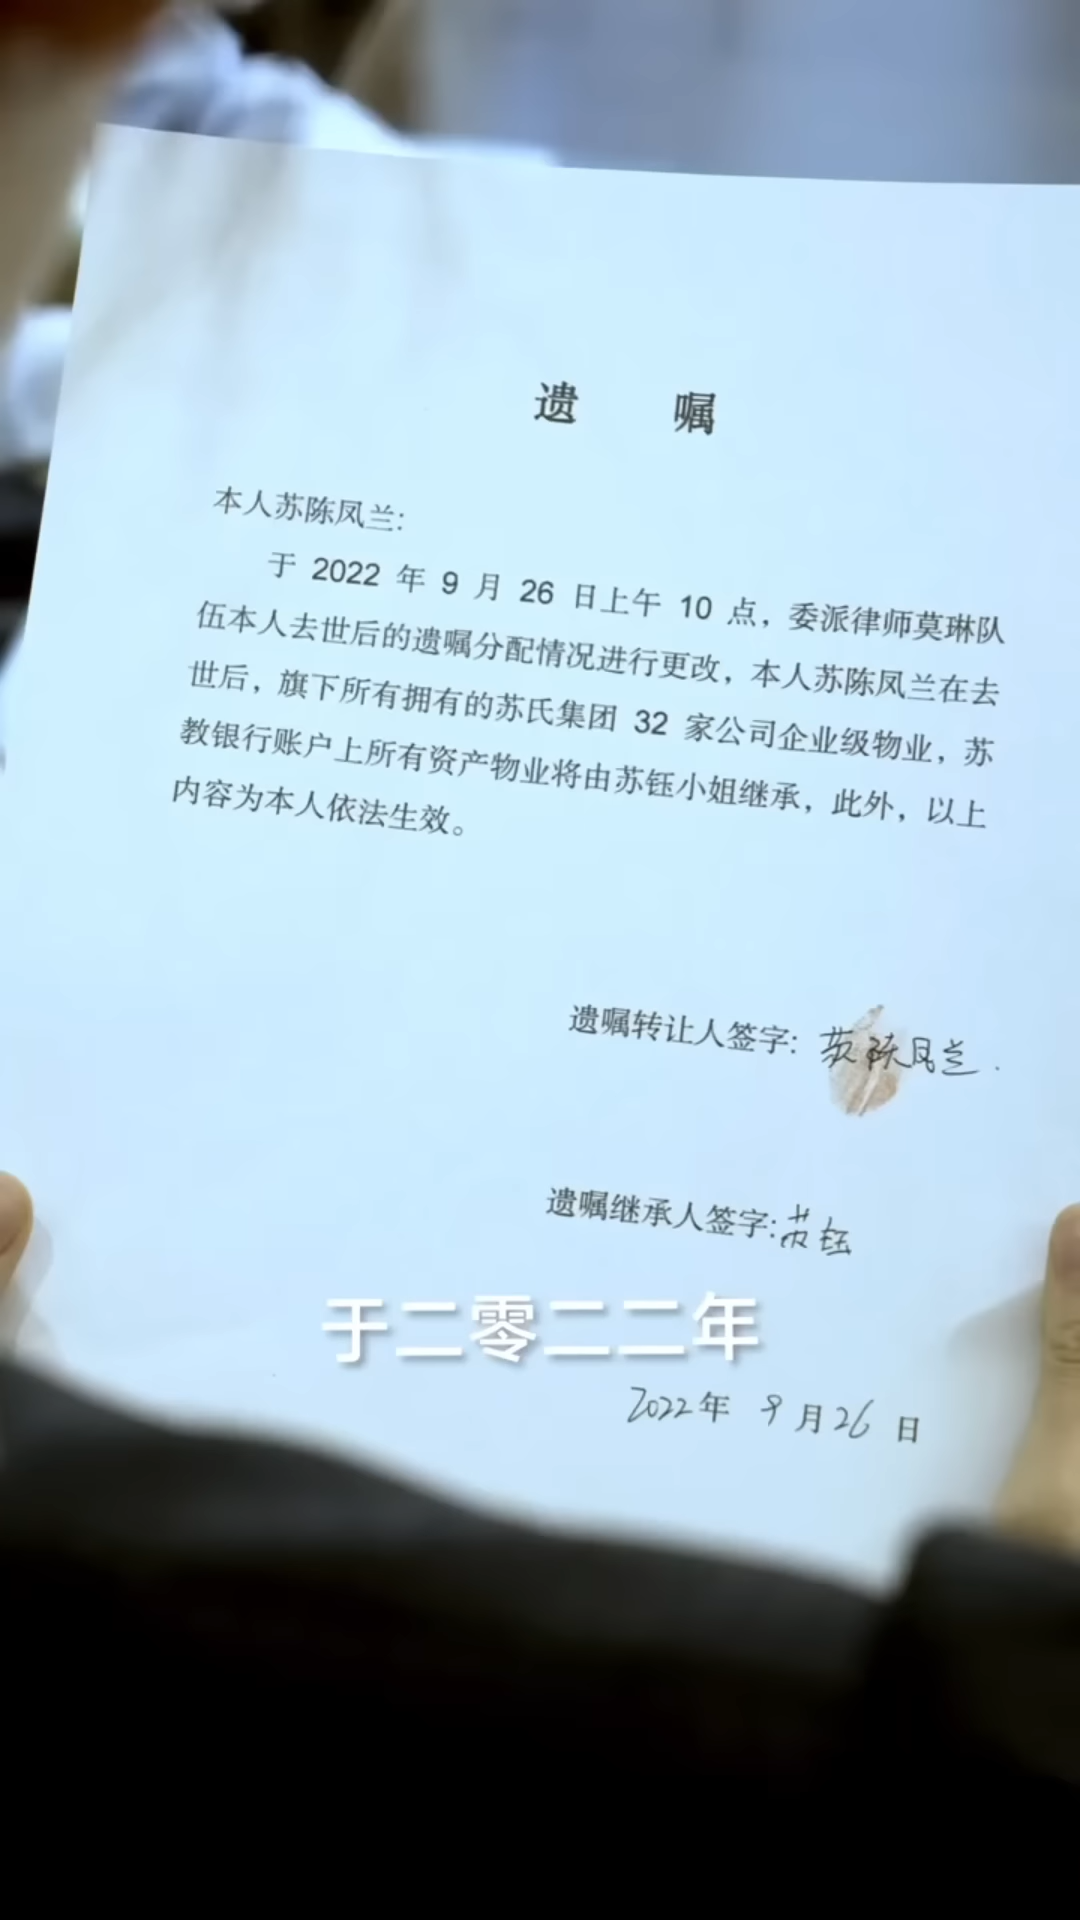 遗 嘱
本人苏陈凤兰:
于 2022 年 9 月 26 日上午 10 点，委派律师莫琳队
伍本人去世后的遗嘱分配情况进行更改，本人苏陈凤兰在去
世后，旗下所有拥有的苏氏集团 32 家公司企业级物业，苏
教银行账户上所有资产物业将由苏钰小姐继承，此外，以上
内容为本人依法生效。
遗嘱转让人签字: 苏陈凤兰.
遗嘱继承人签字:苏钰
于二零二二年
2022年 9 月 26 日